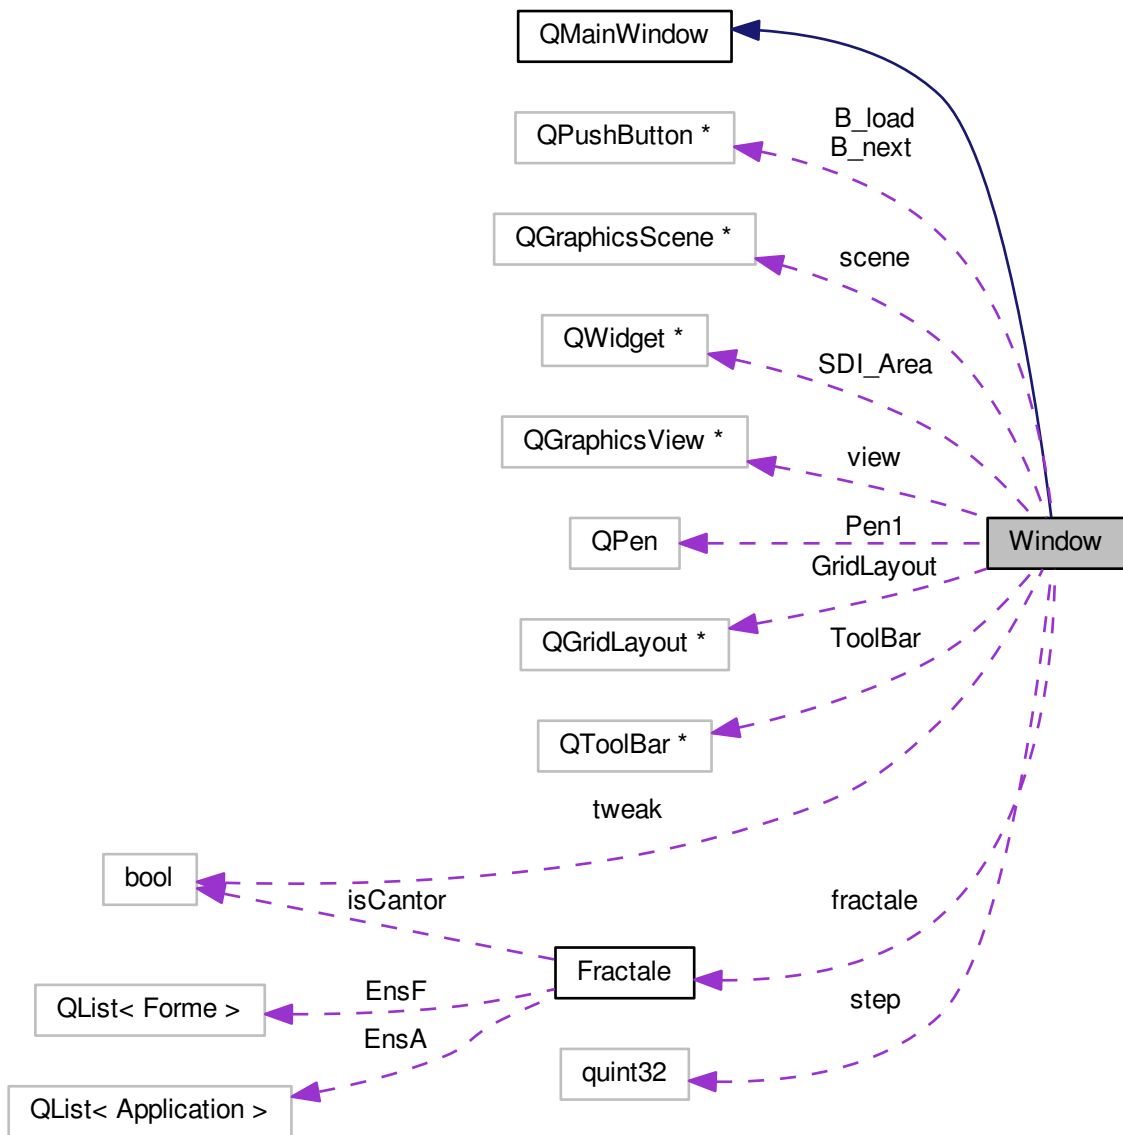 QMainWindow
QPushButton *
B_load
B_next
QGraphicsScene *
scene
QWidget *
SDI_Area
QGraphicsView *
view
QPen
Pen1
Window
GridLayout
QGridLayout *
ToolBar
QToolBar *
tweak
bool
isCantor
fractale
Fractale
EnsF
QList< Forme >
step
EnsA
quint32
QList< Application >